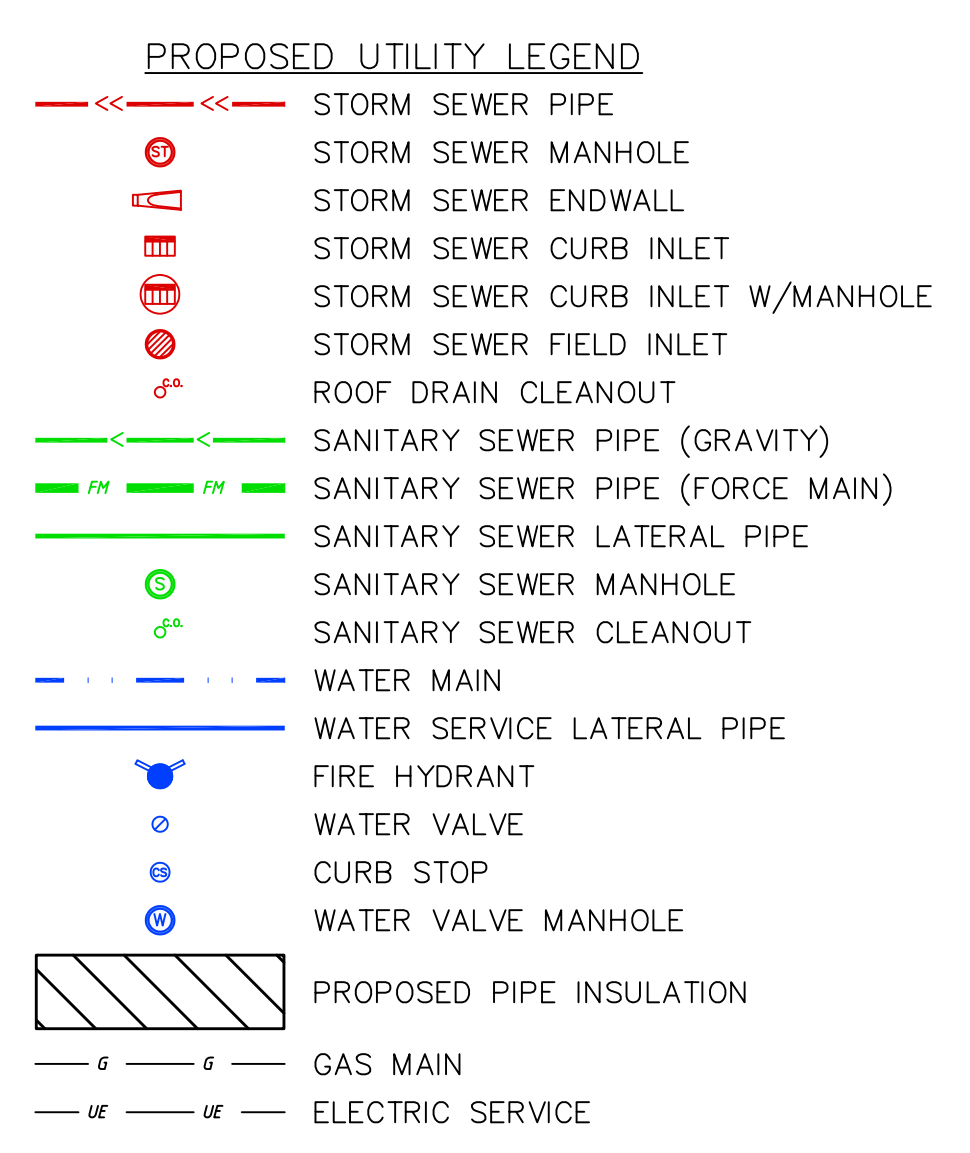 PROPOSED UTILITY LEGEND
<< << STORM SEWER PIPE
ST STORM SEWER MANHOLE
STORM SEWER ENDWALL
STORM SEWER CURB INLET
STORM SEWER CURB INLET W/MANHOLE
STORM SEWER FIELD INLET
C.O. ROOF DRAIN CLEANOUT
< < SANITARY SEWER PIPE (GRAVITY)
FM FM SANITARY SEWER PIPE (FORCE MAIN)
SANITARY SEWER LATERAL PIPE
S SANITARY SEWER MANHOLE
C.O. SANITARY SEWER CLEANOUT
WATER MAIN
WATER SERVICE LATERAL PIPE
FIRE HYDRANT
WATER VALVE
CS CURB STOP
W WATER VALVE MANHOLE
PROPOSED PIPE INSULATION
G G GAS MAIN
UE UE ELECTRIC SERVICE